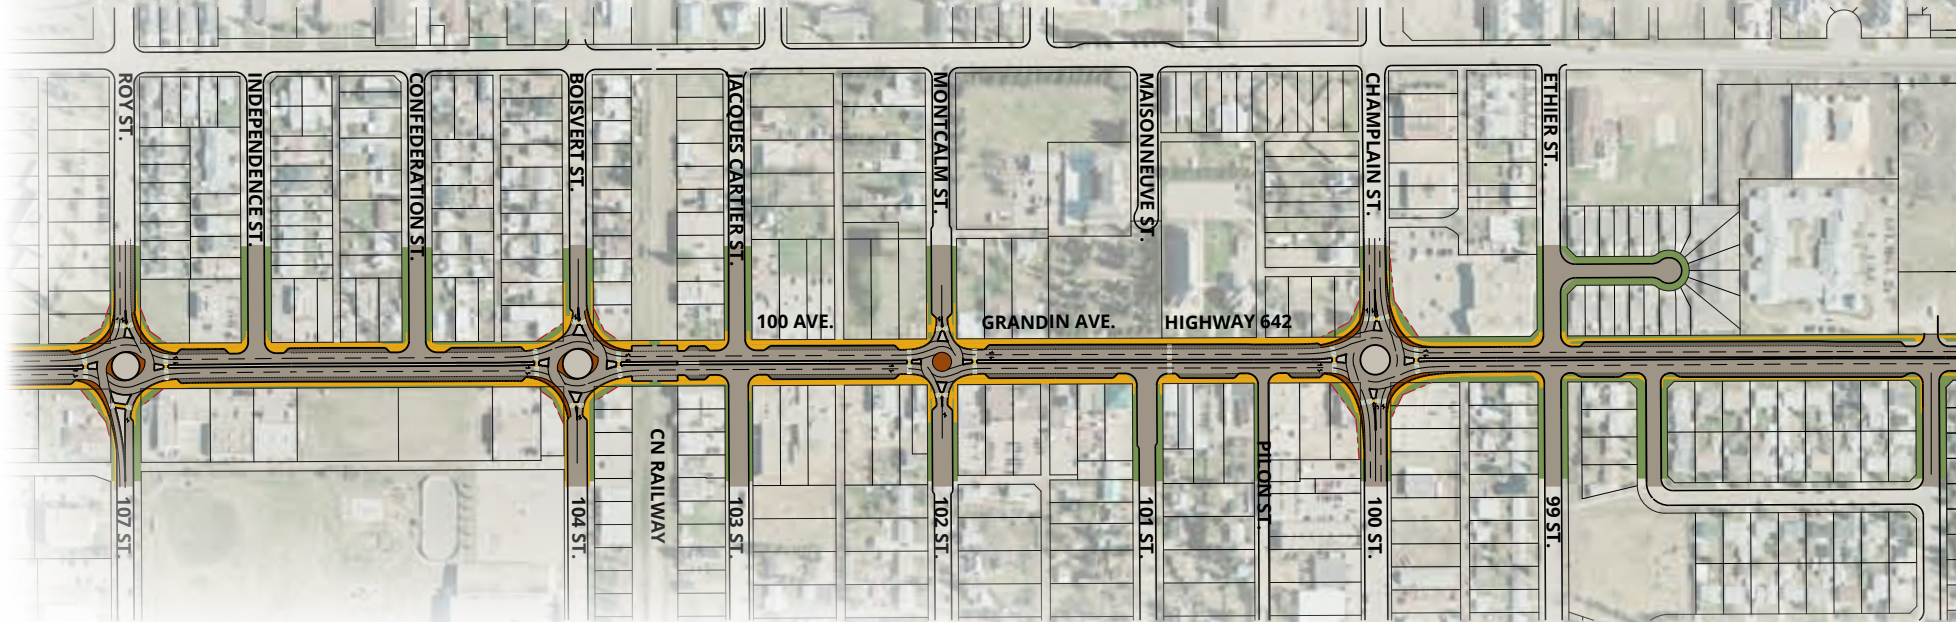 ROY ST.
INDEPENDENCE ST.
CONFEDERATION ST.
BOISVERT ST.
JACQUES CARTIER ST.
MONTCALM ST.
MAISONNEUVE ST.
CHAMPLAIN ST.
ETHIER ST.
100 AVE.
GRANDIN AVE.
HIGHWAY 642
107 ST.
104 ST.
CN RAILWAY
103 ST.
102 ST.
101 ST.
PILON ST.
100 ST.
99 ST.